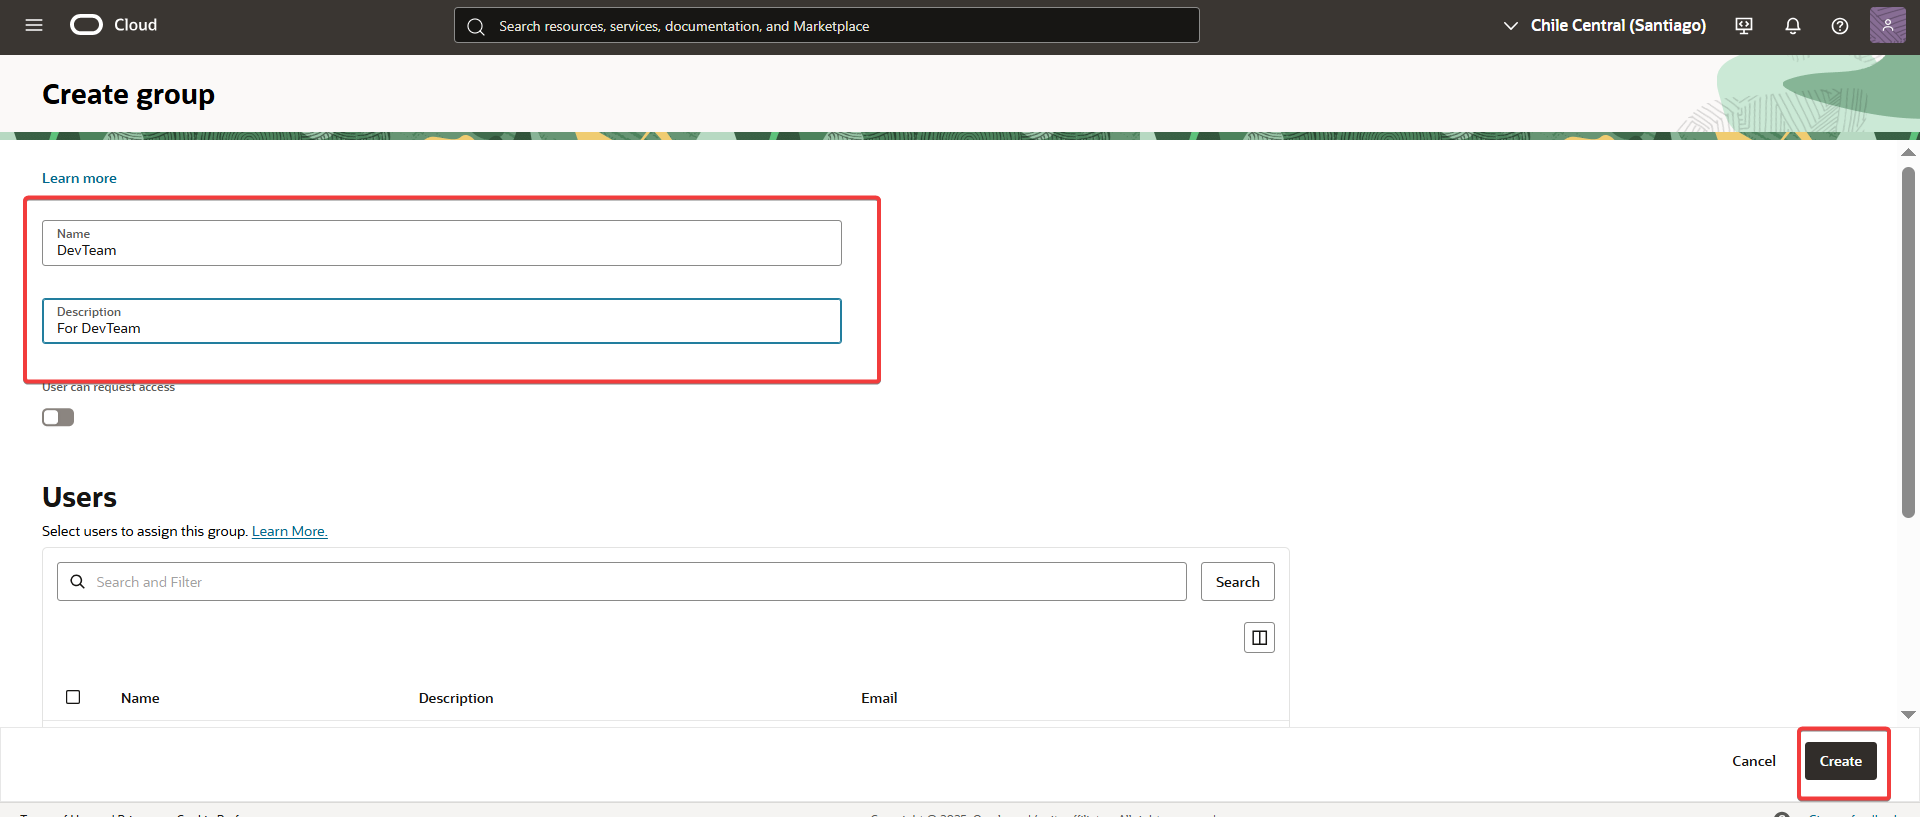 Cloud
Search resources, services, documentation, and Marketplace
Chile Central (Santiago)
Create group
Learn more
Name
DevTeam
Description
For DevTeam
User can request access
Users
Select users to assign this group. Learn More.
Search and Filter
Search
Name Description Email
Cancel
Create